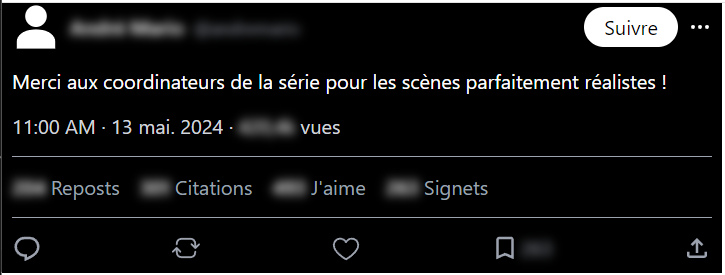 Suivre
Merci aux coordinateurs de la série pour les scènes parfaitement réalistes !
11:00 AM · 13 mai. 2024 · vues
Reposts Citations J'aime Signets